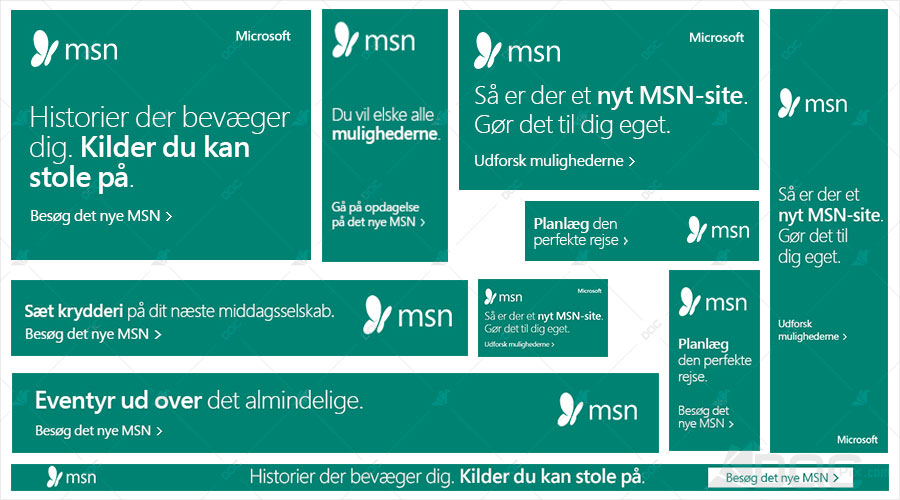 msn
Microsoft
Historier der bevæger
dig. Kilder du kan
stole på.
Besøg det nye MSN >
msn
Du vil elske alle
mulighederne.
Gå på opdagelse
på det nye MSN >
msn
Microsoft
Så er der et nyt MSN-site.
Gør det til dig eget.
Udforsk mulighederne >
msn
Så er der et
nyt MSN-site.
Gør det til
dig eget.
Udforsk
mulighederne >
Microsoft
Planlæg den
perfekte rejse >
msn
Sæt krydderi på dit næste middagsselskab.
Besøg det nye MSN >
msn
msn
Microsoft
Så er der et nyt MSN-site.
Gør det til dig eget.
Udforsk mulighederne >
msn
Planlæg
den perfekte
rejse.
Besøg det
nye MSN >
Eventyr ud over det almindelige.
Besøg det nye MSN >
msn
msn
Historier der bevæger dig. Kilder du kan stole på.
Besøg det nye MSN >